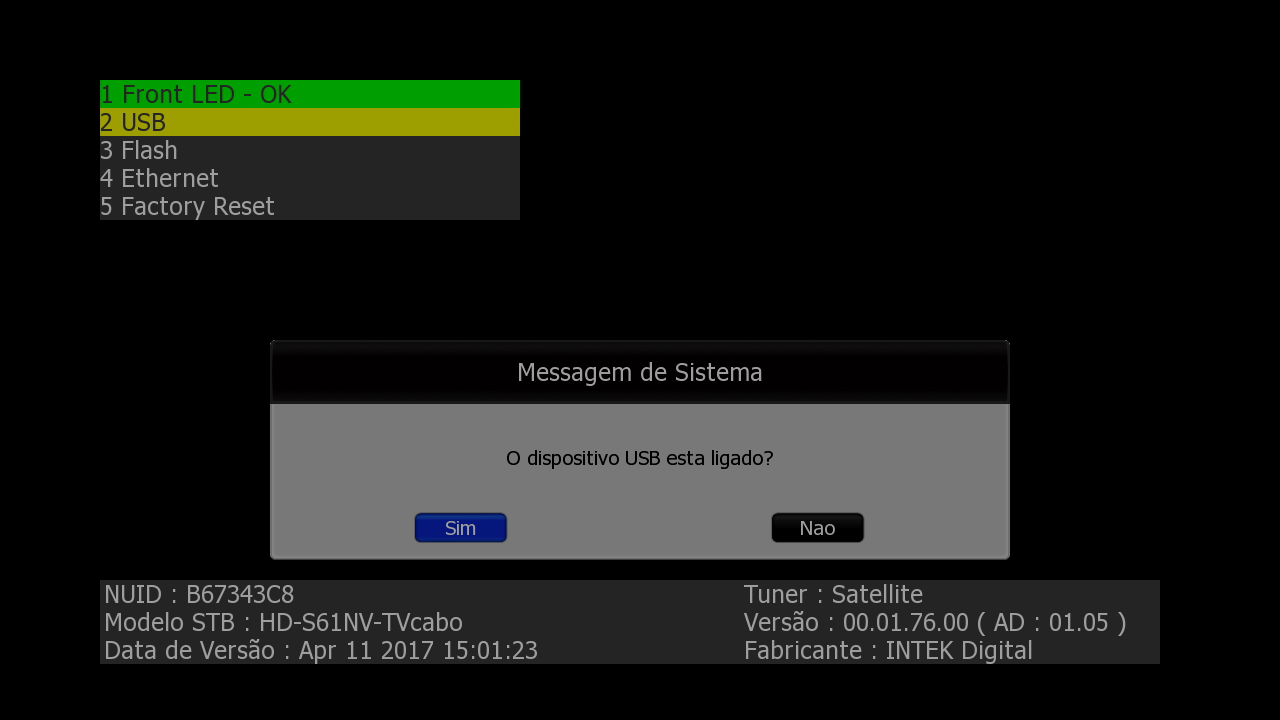 1 Front LED - OK
2 USB
3 Flash
4 Ethernet
5 Factory Reset
Messagem de Sistema
O dispositivo USB esta ligado?
Sim
Nao
NUID : B67343C8
Modelo STB : HD-S61NV-TVcabo
Data de Versão : Apr 11 2017 15:01:23
Tuner : Satellite
Versão : 00.01.76.00 ( AD : 01.05 )
Fabricante : INTEK Digital